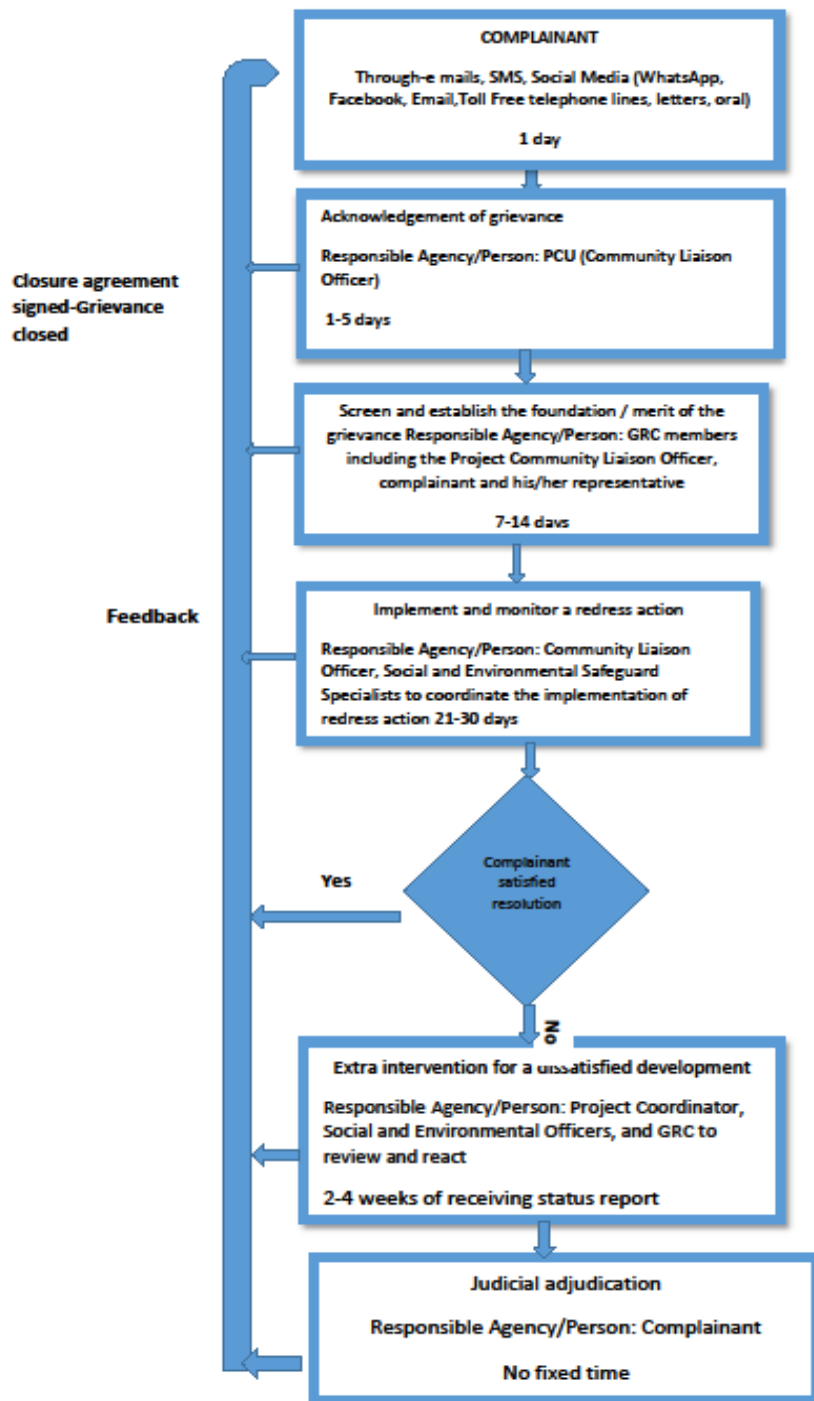 COMPLAINANT
Through-e mails, SMS, Social Media (WhatsApp,
Facebook, Email,Toll Free telephone lines, letters, oral)
1 day
Acknowledgement of grievance
Responsible Agency/Person: PCU (Community Liaison
Officer)
1-5 days
Closure agreement
signed-Grievance
closed
Screen and establish the foundation / merit of the
grievance Responsible Agency/Person: GRC members
including the Project Community Liaison Officer,
complainant and his/her representative
7-14 days
Feedback
Implement and monitor a redress action
Responsible Agency/Person: Community Liaison
Officer, Social and Environmental Safeguard
Specialists to coordinate the implementation of
redress action 21-30 days
Complainant
satisfied
resolution
Yes
No
Extra intervention for a dissatisfied development
Responsible Agency/Person: Project Coordinator,
Social and Environmental Officers, and GRC to
review and react
2-4 weeks of receiving status report
Judicial adjudication
Responsible Agency/Person: Complainant
No fixed time